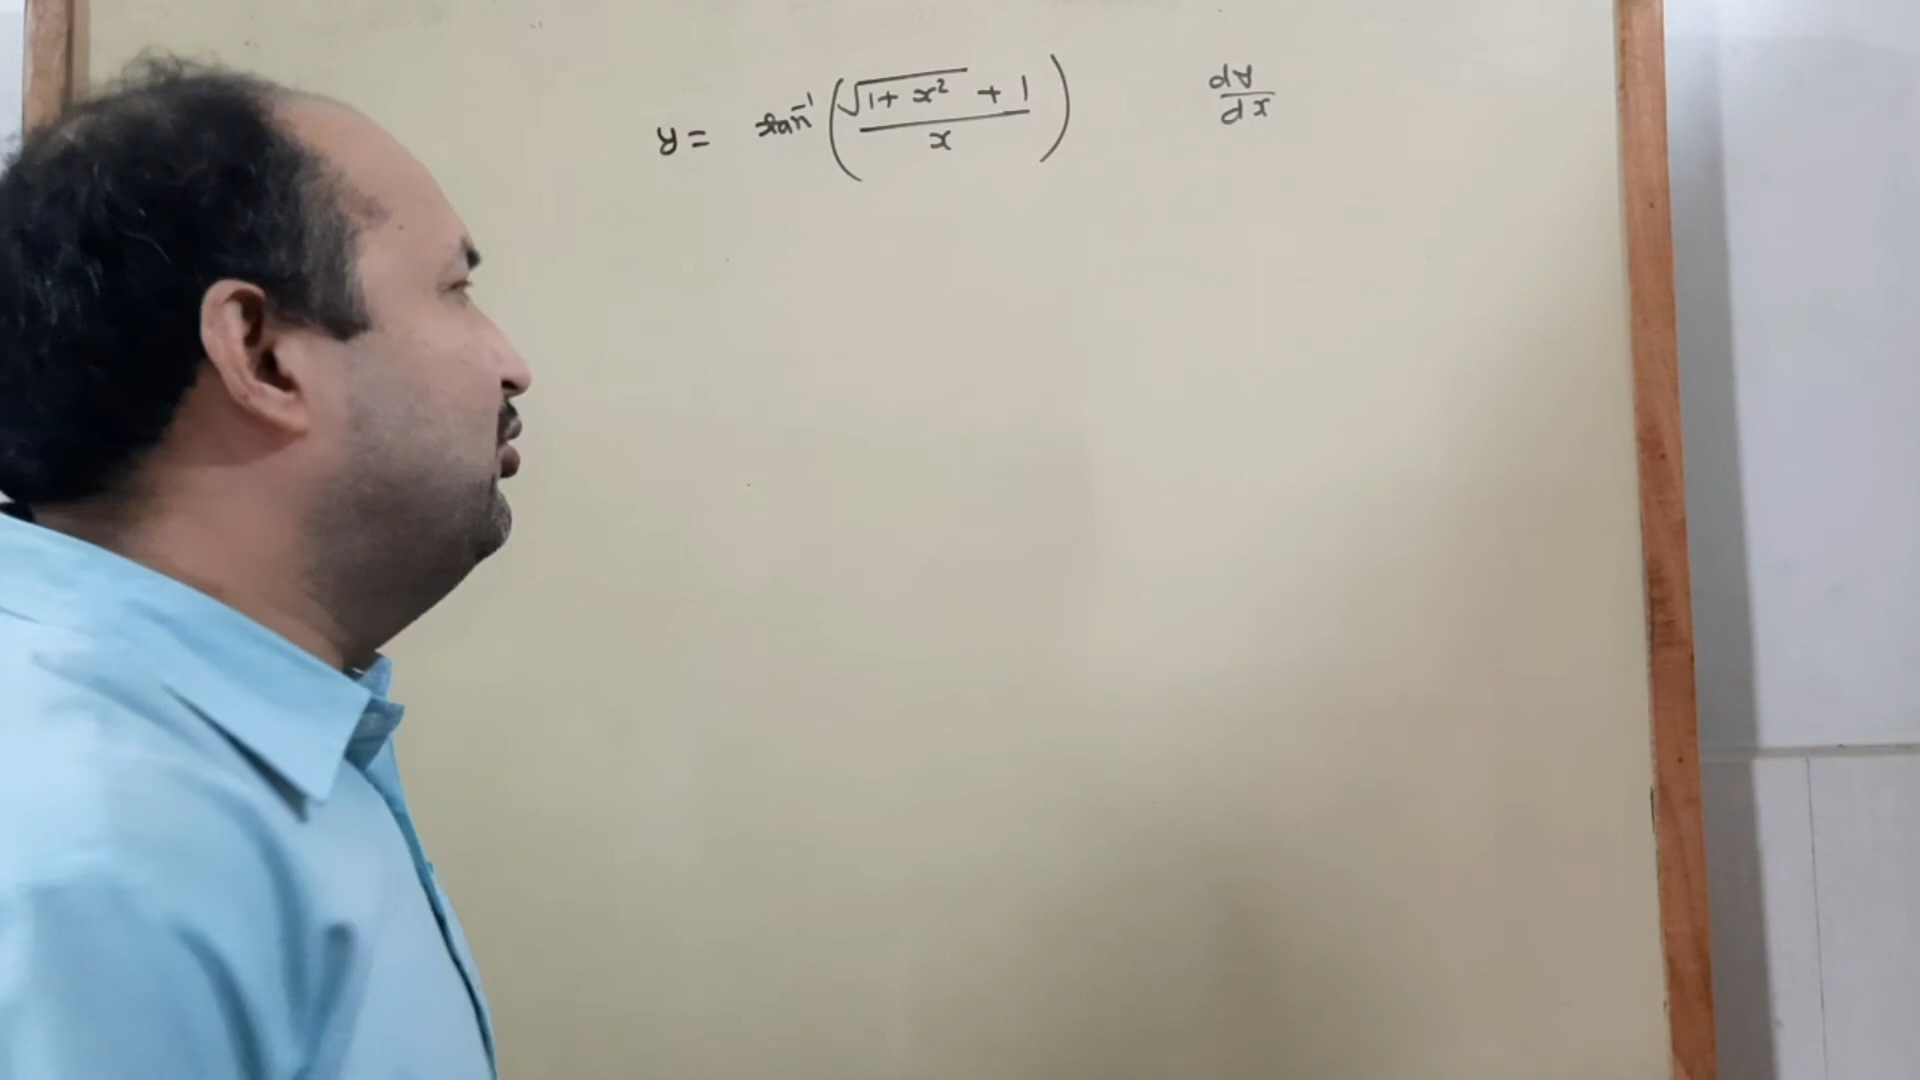 y = tan⁻¹ ( (√(1 + x²) + 1) / x ) dy/dx